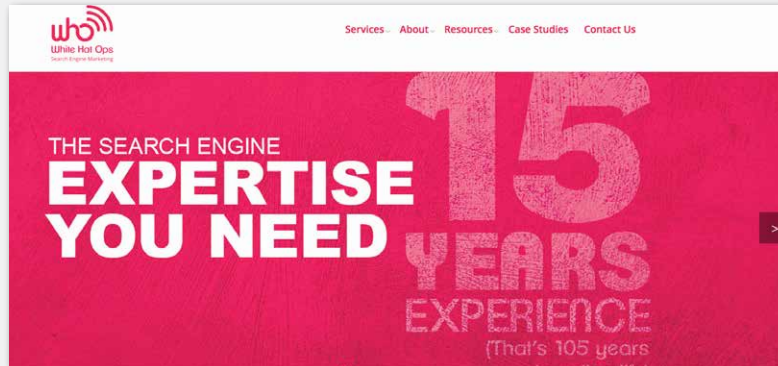 who
White Hat Ops
Search Engine Marketing
Services About Resources Case Studies Contact Us
THE SEARCH ENGINE
EXPERTISE
YOU NEED
15
YEARS
EXPERIENCE
(That's 105 years
>